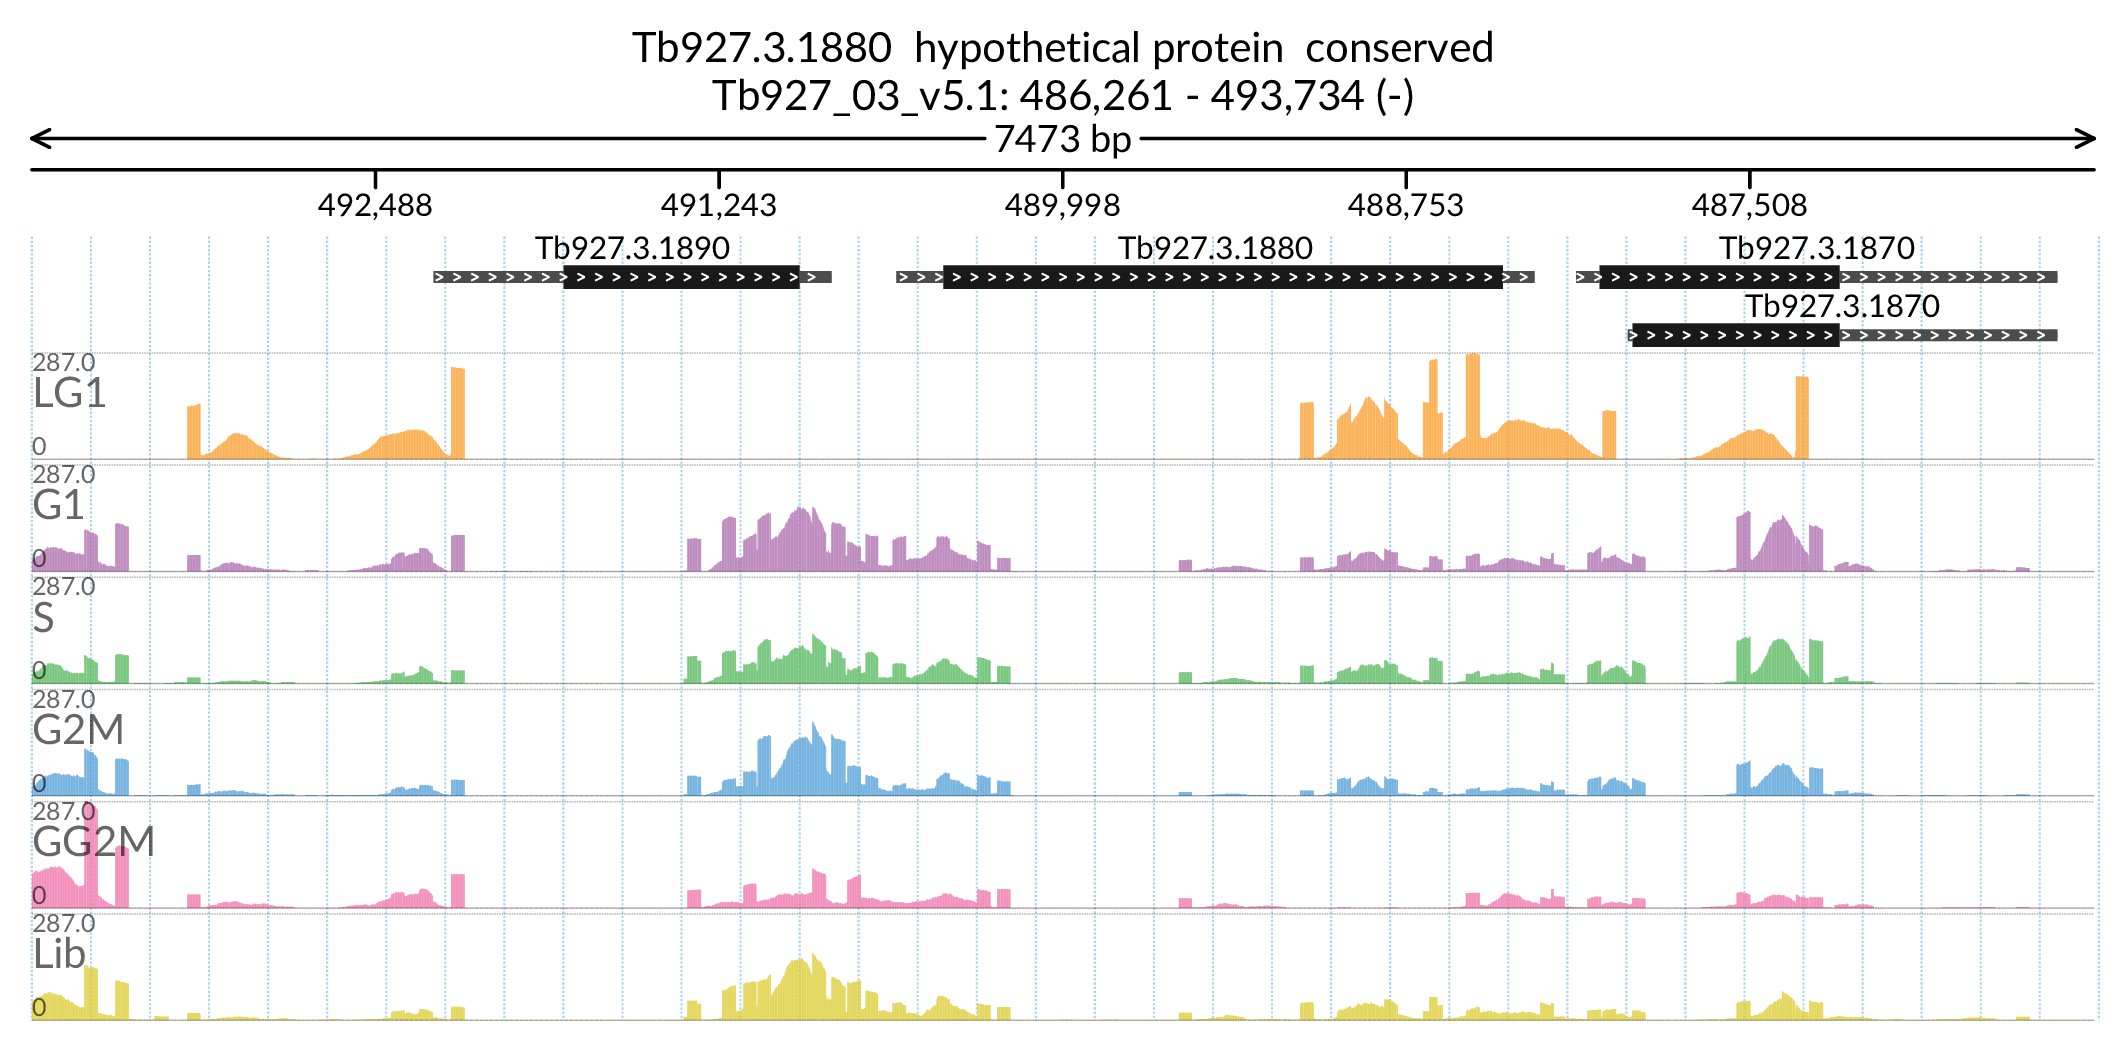 Tb927.3.1880  hypothetical protein  conserved
Tb927_03_v5.1: 486,261 - 493,734 (-)
7473 bp
492,488 491,243 489,998 488,753 487,508
Tb927.3.1890 Tb927.3.1880 Tb927.3.1870
Tb927.3.1870
287.0
LG1
0
287.0
G1
0
287.0
S
0
287.0
G2M
0
287.0
GG2M
0
287.0
Lib
0